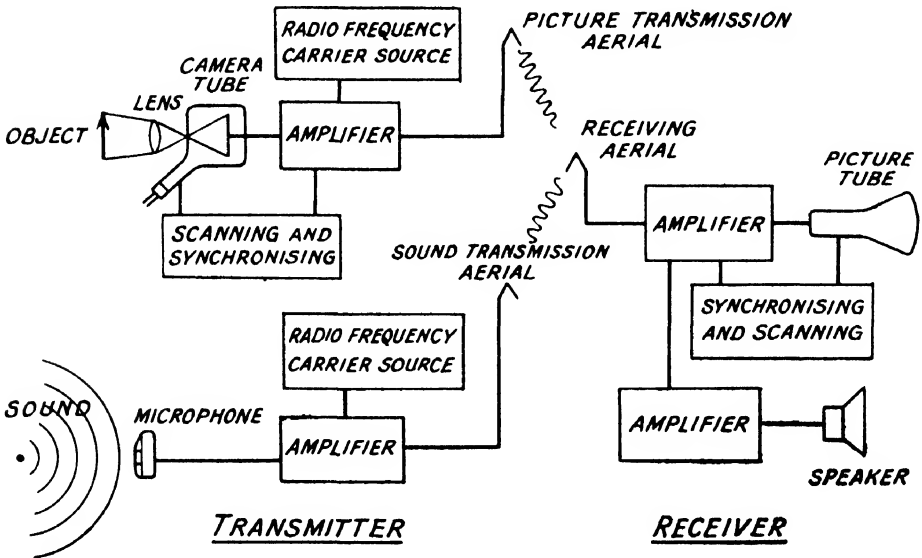 RADIO FREQUENCY
CARRIER SOURCE
PICTURE TRANSMISSION
AERIAL
CAMERA
TUBE
LENS
OBJECT
AMPLIFIER
RECEIVING
AERIAL
PICTURE
TUBE
SCANNING AND
SYNCHRONISING
AMPLIFIER
SOUND TRANSMISSION
AERIAL
SYNCHRONISING
AND SCANNING
RADIO FREQUENCY
CARRIER SOURCE
SOUND
MICROPHONE
AMPLIFIER
AMPLIFIER
SPEAKER
TRANSMITTER
RECEIVER